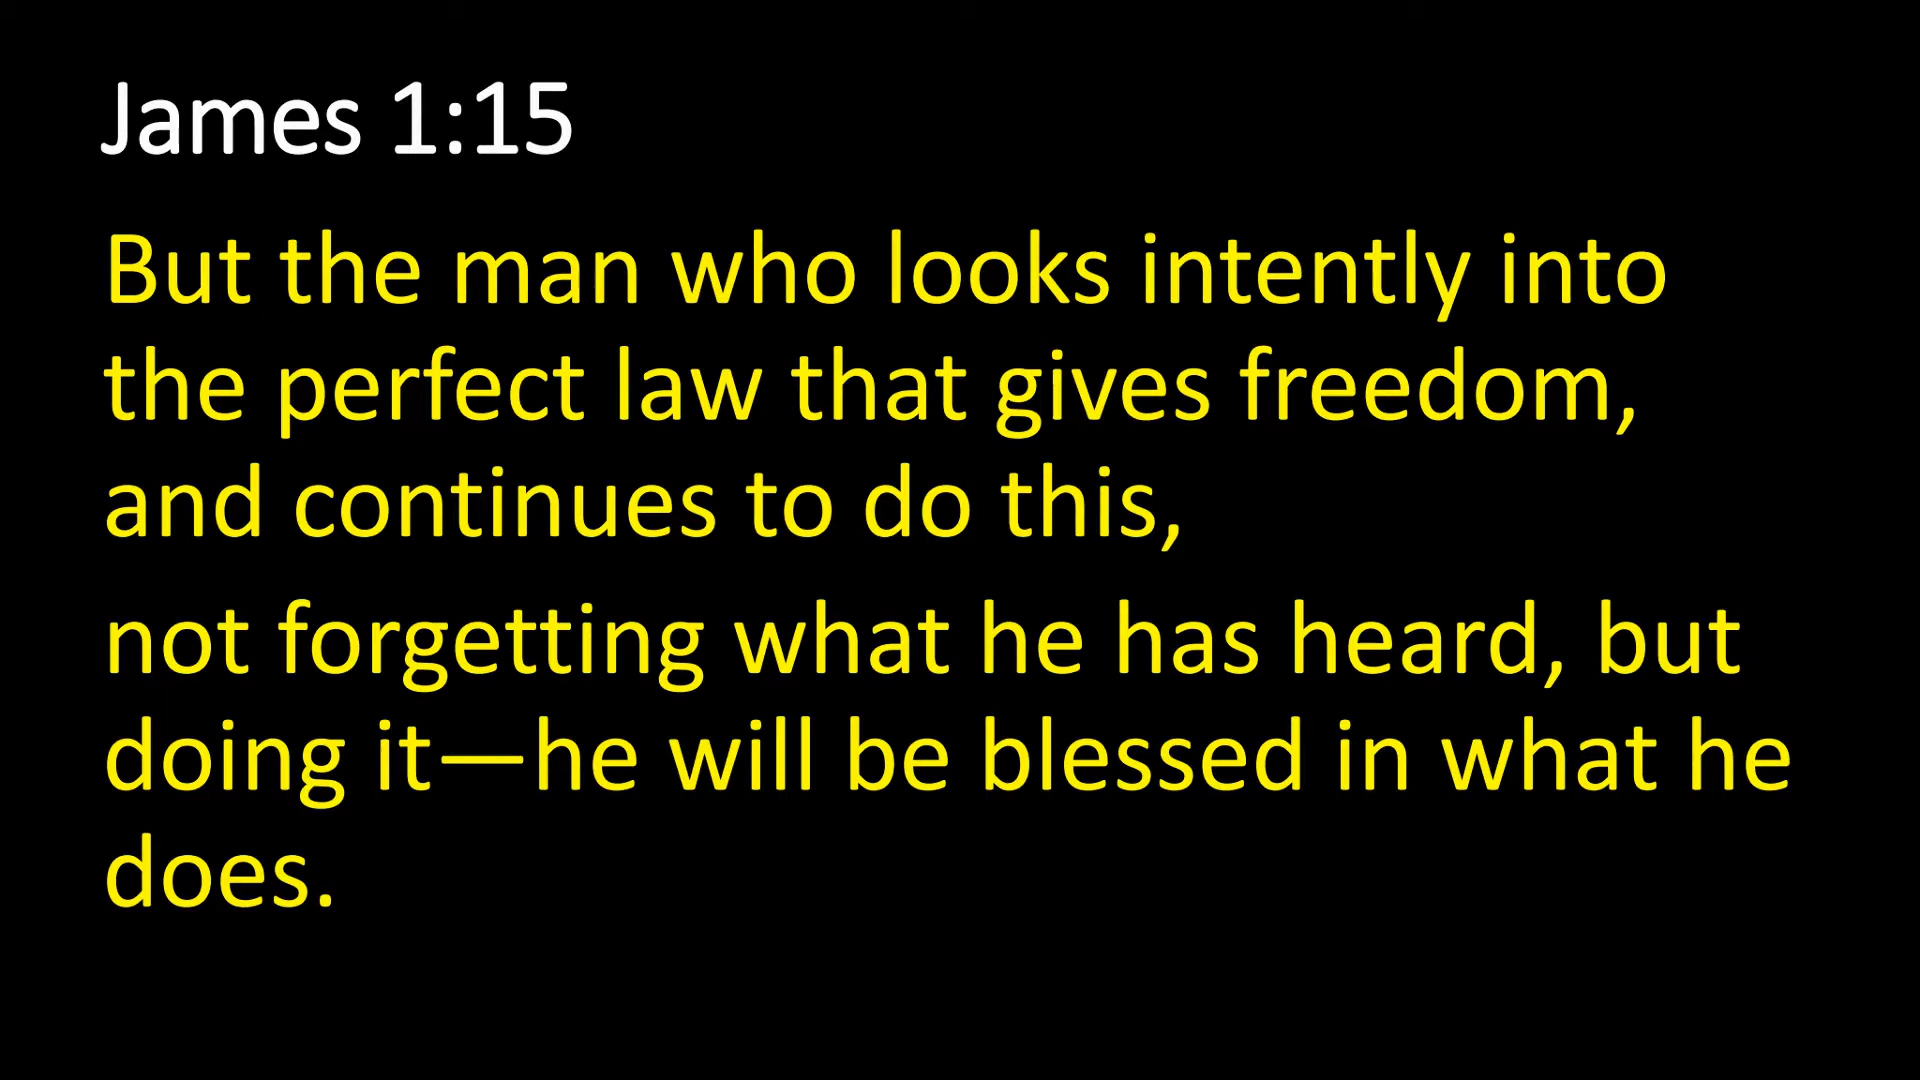 James 1:15
But the man who looks intently into
the perfect law that gives freedom,
and continues to do this,
not forgetting what he has heard, but
doing it—he will be blessed in what he
does.